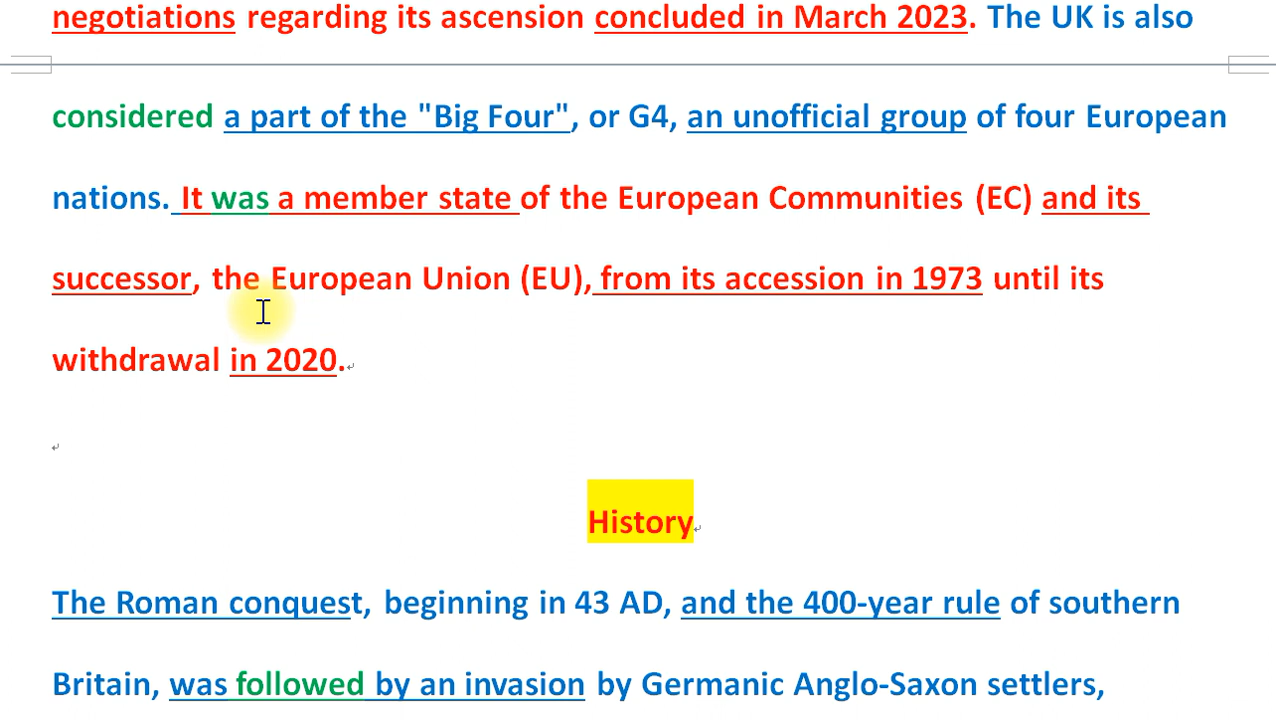 negotiations regarding its ascension concluded in March 2023. The UK is also
considered a part of the "Big Four", or G4, an unofficial group of four European
nations. It was a member state of the European Communities (EC) and its
successor, the European Union (EU), from its accession in 1973 until its
withdrawal in 2020.
History
The Roman conquest, beginning in 43 AD, and the 400-year rule of southern
Britain, was followed by an invasion by Germanic Anglo-Saxon settlers,